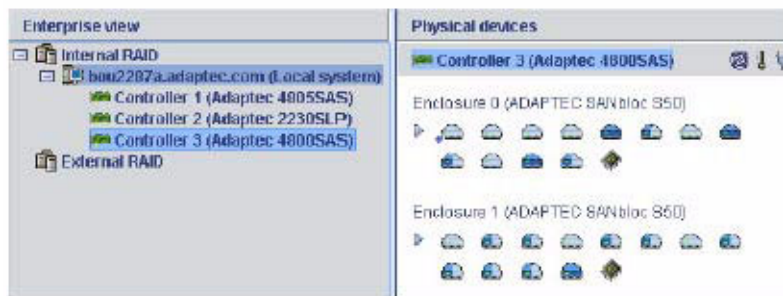 Enterprise view
Internal RAID
bou2287a.adaptec.com (Local system)
Controller 1 (Adaptec 4805SAS)
Controller 2 (Adaptec 2230SLP)
Controller 3 (Adaptec 4800SAS)
External RAID
Physical devices
Controller 3 (Adaptec 4800SAS)
Enclosure 0 (ADAPTEC SANbloc S50)
Enclosure 1 (ADAPTEC SANbloc S50)